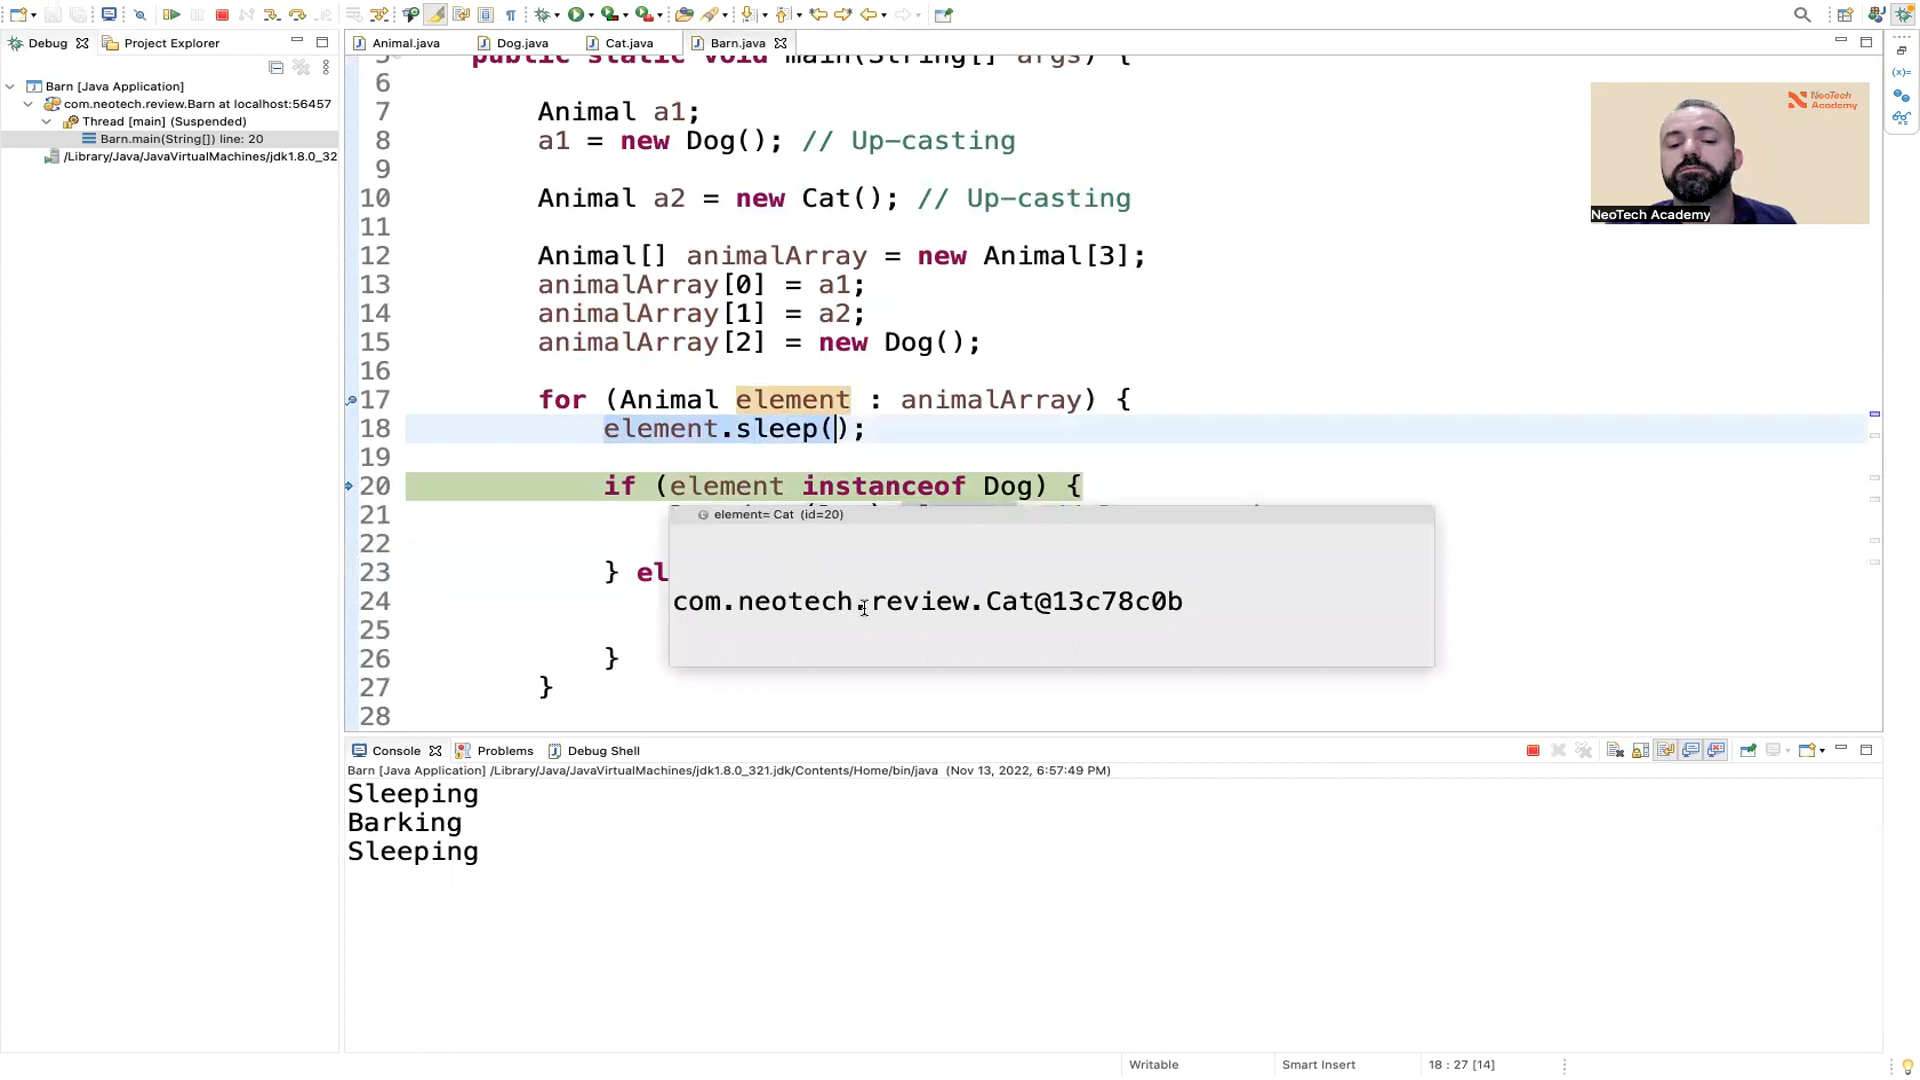 Debug
Project Explorer
Barn [Java Application]
com.neotech.review.Barn at localhost:56457
Thread [main] (Suspended)
Barn.main(String[]) line: 20
/Library/Java/JavaVirtualMachines/jdk1.8.0_32
Animal.java
Dog.java
Cat.java
Barn.java
5 public static void main(String[] args) {
6
7 Animal a1;
8 a1 = new Dog(); // Up-casting
9
10 Animal a2 = new Cat(); // Up-casting
11
12 Animal[] animalArray = new Animal[3];
13 animalArray[0] = a1;
14 animalArray[1] = a2;
15 animalArray[2] = new Dog();
16
17 for (Animal element : animalArray) {
18 element.sleep();
19
20 if (element instanceof Dog) {
21
22
23 } el
24
25
26 }
27 }
28
element= Cat (id=20)
com.neotech.review.Cat@13c78c0b
NeoTech Academy
NeoTech Academy
Console
Problems
Debug Shell
Barn [Java Application] /Library/Java/JavaVirtualMachines/jdk1.8.0_321.jdk/Contents/Home/bin/java (Nov 13, 2022, 6:57:49 PM)
Sleeping
Barking
Sleeping
Writable
Smart Insert
18 : 27 [14]